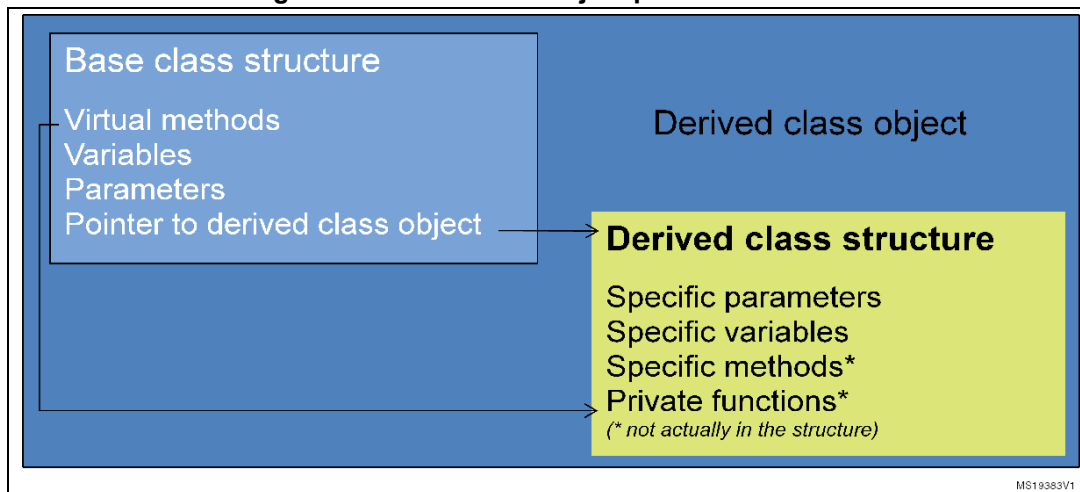 Base class structure
Virtual methods
Variables
Parameters
Pointer to derived class object
Derived class object
Derived class structure
Specific parameters
Specific variables
Specific methods*
Private functions*
(* not actually in the structure)
MS19383V1